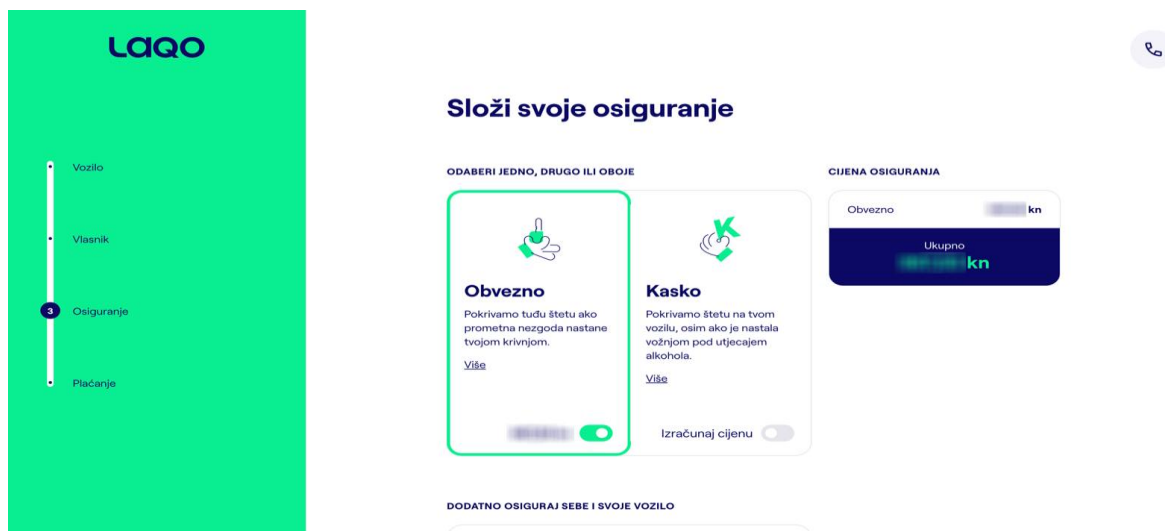 LAQO
Vozilo
Vlasnik
3
Osiguranje
Plaćanje
Složi svoje osiguranje
ODABERI JEDNO, DRUGO ILI OBOJE
Obvezno
Pokrivamo tuđu štetu ako
prometna nezgoda nastane
tvojom krivnjom.
Više
K
Kasko
Pokrivamo štetu na tvom
vozilu, osim ako je nastala
vožnjom pod utjecajem
alkohola.
Više
Izračunaj cijenu
CIJENA OSIGURANJA
Obvezno kn
Ukupno
kn
DODATNO OSIGURAJ SEBE I SVOJE VOZILO